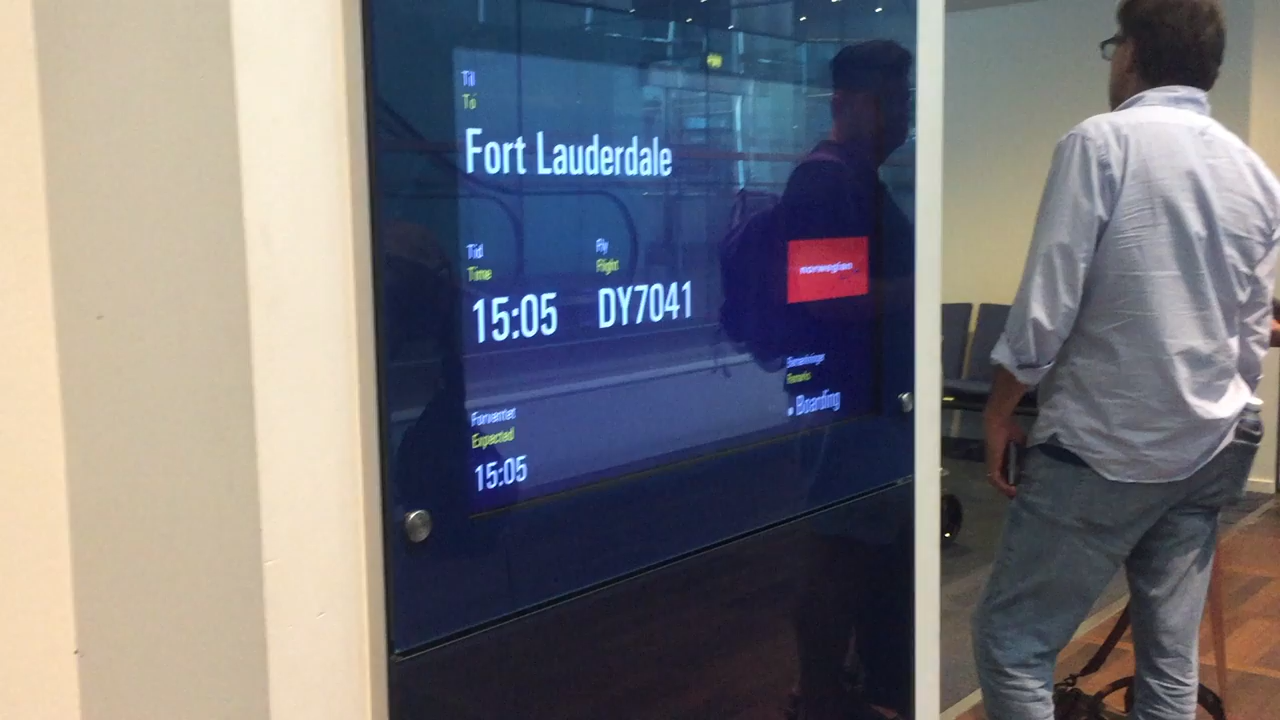 Til
To
Fort Lauderdale
Tid
Time
Fly
Flight
15:05
DY7041
norwegian
Forventet
Expected
15:05
Bemærkninger
Remarks
Boarding